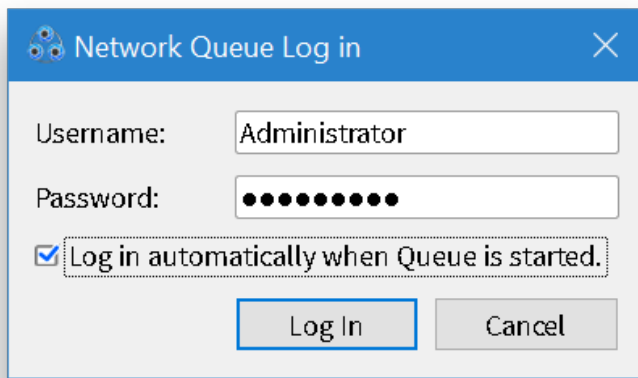 Network Queue Log in
Username: Administrator
Password: ●●●●●●●●●
Log in automatically when Queue is started.
Log In Cancel